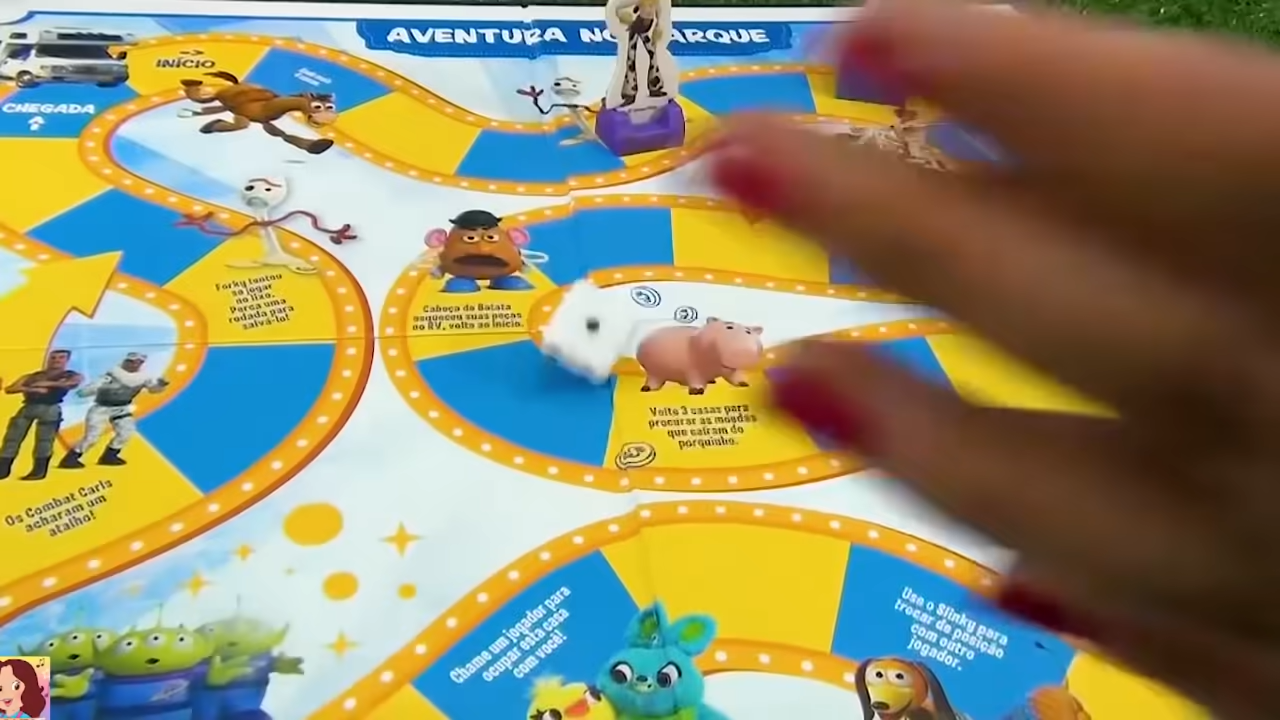 AVENTURA NO PARQUE
INÍCIO
CHEGADA
Forky tentou
se jogar
no lixo.
Perca uma
rodada para
salvá-lo!
Cabeça de Batata
esqueceu suas peças
no RV, volte ao início.
Volte 3 casas para
procurar as moedas
que caíram do
porquinho.
Os Combat Carls
acharam um
atalho!
Chame um jogador para
ocupar esta casa
com você!
Use o Slinky para
trocar de posição
com outro
jogador.